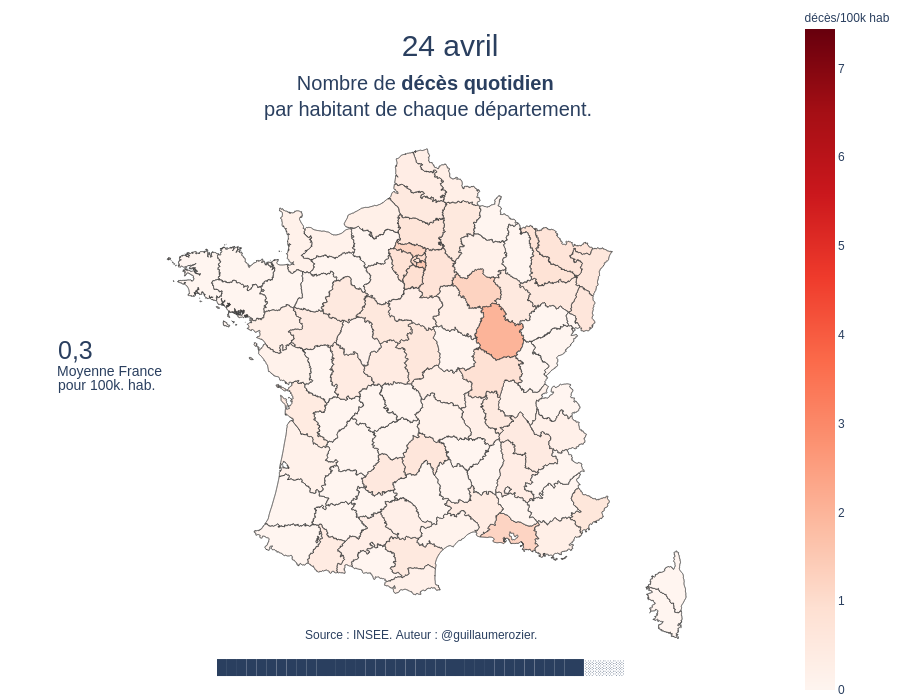 décès/100k hab
24 avril
Nombre de décès quotidien
par habitant de chaque département.
7
6
5
4
3
2
1
0
0,3
Moyenne France
pour 100k. hab.
Source : INSEE. Auteur : @guillaumerozier.